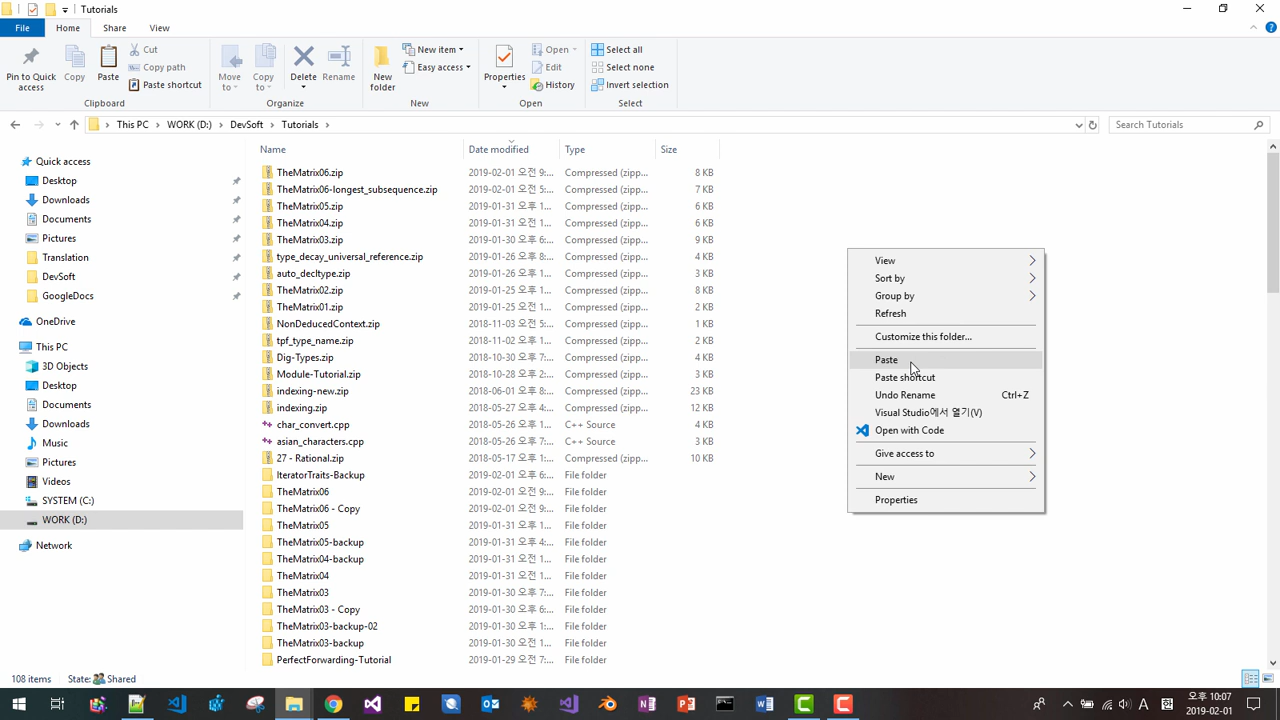 Tutorials
File Home Share View
Pin to Quick access
Copy
Paste
Cut
Copy path
Paste shortcut
Clipboard
Move to
Copy to
Delete
Rename
Organize
New folder
New item
Easy access
New
Properties
Open
Edit
History
Open
Select all
Select none
Invert selection
Select
This PC > WORK (D:) > DevSoft > Tutorials >
Search Tutorials
Quick access
Desktop
Downloads
Documents
Pictures
Translation
DevSoft
GoogleDocs
OneDrive
This PC
3D Objects
Desktop
Documents
Downloads
Music
Pictures
Videos
SYSTEM (C:)
WORK (D:)
Network
Name Date modified Type Size
TheMatrix06.zip 2019-02-01 오전 9:... Compressed (zipp... 8 KB
TheMatrix06-longest_subsequence.zip 2019-02-01 오전 5:... Compressed (zipp... 7 KB
TheMatrix05.zip 2019-01-31 오후 1... Compressed (zipp... 6 KB
TheMatrix04.zip 2019-01-31 오전 1... Compressed (zipp... 6 KB
TheMatrix03.zip 2019-01-30 오후 6:... Compressed (zipp... 9 KB
type_decay_universal_reference.zip 2019-01-26 오후 8:... Compressed (zipp... 4 KB
auto_decltype.zip 2019-01-26 오후 1... Compressed (zipp... 3 KB
TheMatrix02.zip 2019-01-26 오전 1... Compressed (zipp... 8 KB
TheMatrix01.zip 2019-01-25 오후 1... Compressed (zipp... 2 KB
NonDeducedContext.zip 2018-11-03 오전 5:... Compressed (zipp... 1 KB
tpf_type_name.zip 2018-11-02 오후 1... Compressed (zipp... 2 KB
Dig-Types.zip 2018-10-30 오후 7:... Compressed (zipp... 3 KB
Module-Tutorial.zip 2018-10-28 오후 4:... Compressed (zipp... 3 KB
indexing-new.zip 2018-06-01 오후 8:... Compressed (zipp... 23 KB
indexing.zip 2018-05-27 오후 4:... Compressed (zipp... 12 KB
char_convert.cpp 2018-05-26 오후 1... C++ Source 4 KB
asian_characters.cpp 2018-05-26 오후 7:... C++ Source 3 KB
27 - Rational.zip 2018-05-26 오후 1... Compressed (zipp... 10 KB
IteratorTraits-Backup 2019-02-01 오후 6:... File folder
TheMatrix06 2019-02-01 오전 9:... File folder
TheMatrix06 - Copy 2019-02-01 오전 9:... File folder
TheMatrix05 2019-01-31 오후 1... File folder
TheMatrix05-backup 2019-01-31 오후 4:... File folder
TheMatrix04-backup 2019-01-31 오전 1... File folder
TheMatrix04 2019-01-31 오전 1... File folder
TheMatrix03 2019-01-30 오후 7:... File folder
TheMatrix03 - Copy 2019-01-30 오후 6:... File folder
TheMatrix03-backup-02 2019-01-30 오후 1... File folder
TheMatrix03-backup 2019-01-30 오전 1... File folder
PerfectForwarding-Tutorial 2019-01-29 오전 7:... File folder
View
Sort by
Group by
Refresh
Customize this folder...
Paste
Paste shortcut
Undo Rename Ctrl+Z
Visual Studio에서 열기(V)
Open with Code
Give access to
New
Properties
108 items State: Shared
A
오후 10:07
2019-02-01